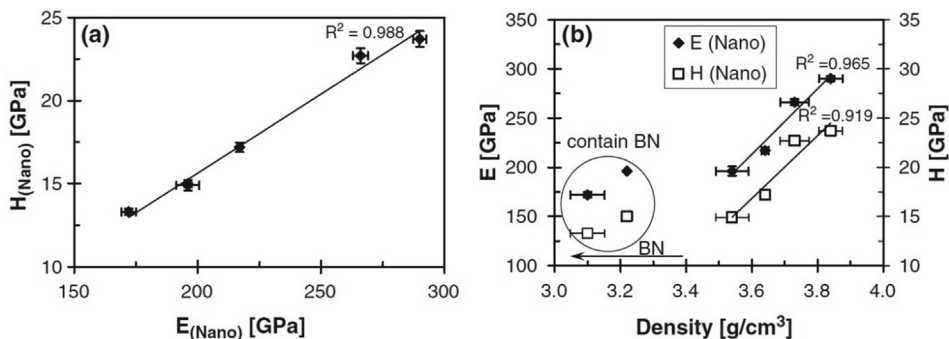 (a)
R² = 0.988
H(Nano) [GPa]
25
20
15
10
150
200
250
300
E(Nano) [GPa]
(b)
E (Nano)
H (Nano)
R² =0.965
R² =0.919
contain BN
BN
E [GPa]
350
300
250
200
150
100
H [GPa]
35
30
25
20
15
10
3.0
3.2
3.4
3.6
3.8
4.0
Density [g/cm³]